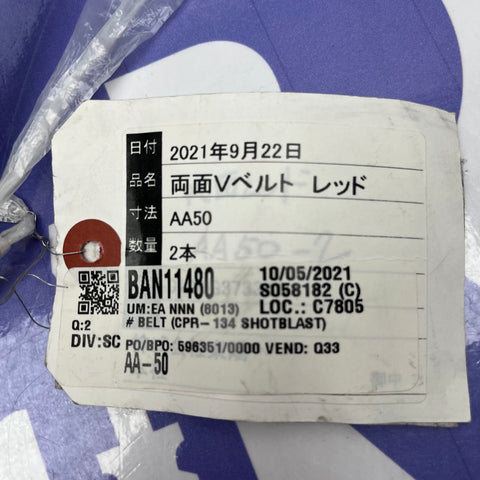 日付 2021年9月22日
品名 両面Vベルト レッド
寸法 AA50
数量 2本
AA50-2
BAN11480 10/05/2021
S058182 (C)
UM:EA NNN (6013) LOC.: C7805
Q:2 # BELT (CPR-134 SHOTBLAST)
DIV:SC PO/BPO: 596351/0000 VEND: Q33
AA-50